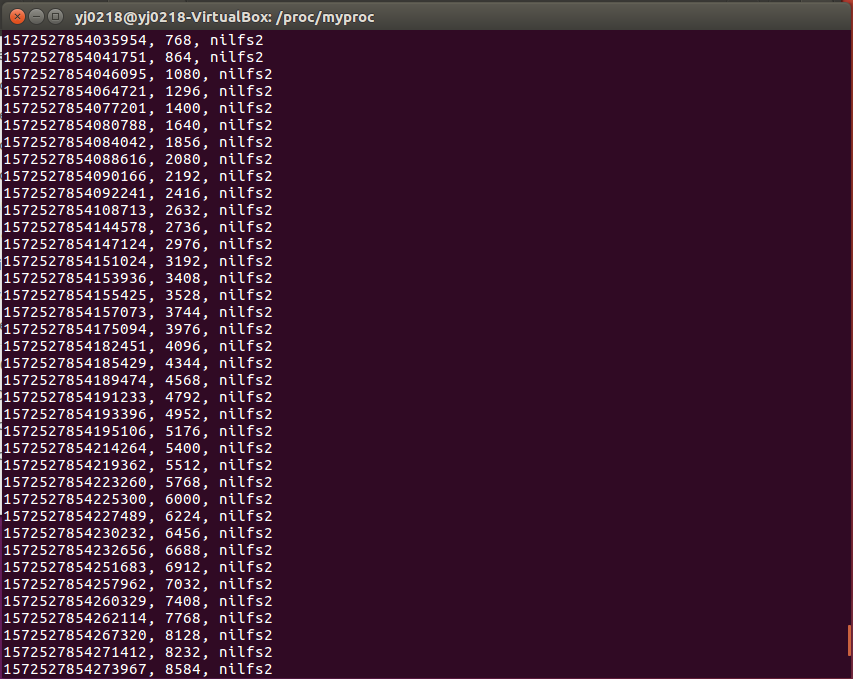 yj0218@yj0218-VirtualBox: /proc/myproc
1572527854035954, 768, nilfs2
1572527854041751, 864, nilfs2
1572527854046095, 1080, nilfs2
1572527854064721, 1296, nilfs2
1572527854077201, 1400, nilfs2
1572527854080788, 1640, nilfs2
1572527854084042, 1856, nilfs2
1572527854088616, 2080, nilfs2
1572527854090166, 2192, nilfs2
1572527854092241, 2416, nilfs2
1572527854108713, 2632, nilfs2
1572527854144578, 2736, nilfs2
1572527854147124, 2976, nilfs2
1572527854151024, 3192, nilfs2
1572527854153936, 3408, nilfs2
1572527854155425, 3528, nilfs2
1572527854157073, 3744, nilfs2
1572527854175094, 3976, nilfs2
1572527854182451, 4096, nilfs2
1572527854185429, 4344, nilfs2
1572527854189474, 4568, nilfs2
1572527854191233, 4792, nilfs2
1572527854193396, 4952, nilfs2
1572527854195106, 5176, nilfs2
1572527854214264, 5400, nilfs2
1572527854219362, 5512, nilfs2
1572527854223260, 5768, nilfs2
1572527854225300, 6000, nilfs2
1572527854227489, 6224, nilfs2
1572527854230232, 6456, nilfs2
1572527854232656, 6688, nilfs2
1572527854251683, 6912, nilfs2
1572527854257962, 7032, nilfs2
1572527854260329, 7408, nilfs2
1572527854262114, 7768, nilfs2
1572527854267320, 8128, nilfs2
1572527854271412, 8232, nilfs2
1572527854273967, 8584, nilfs2